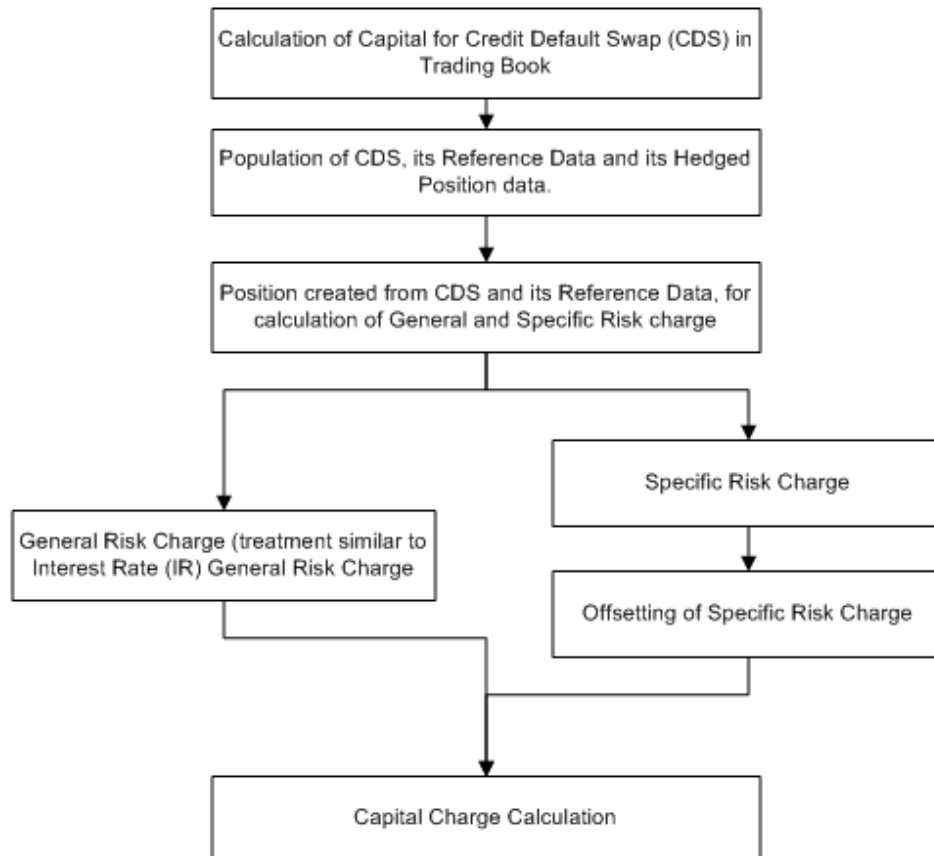 Calculation of Capital for Credit Default Swap (CDS) in
Trading Book
Population of CDS, its Reference Data and its Hedged
Position data.
Position created from CDS and its Reference Data, for
calculation of General and Specific Risk charge
Specific Risk Charge
General Risk Charge (treatment similar to
Interest Rate (IR) General Risk Charge
Offsetting of Specific Risk Charge
Capital Charge Calculation